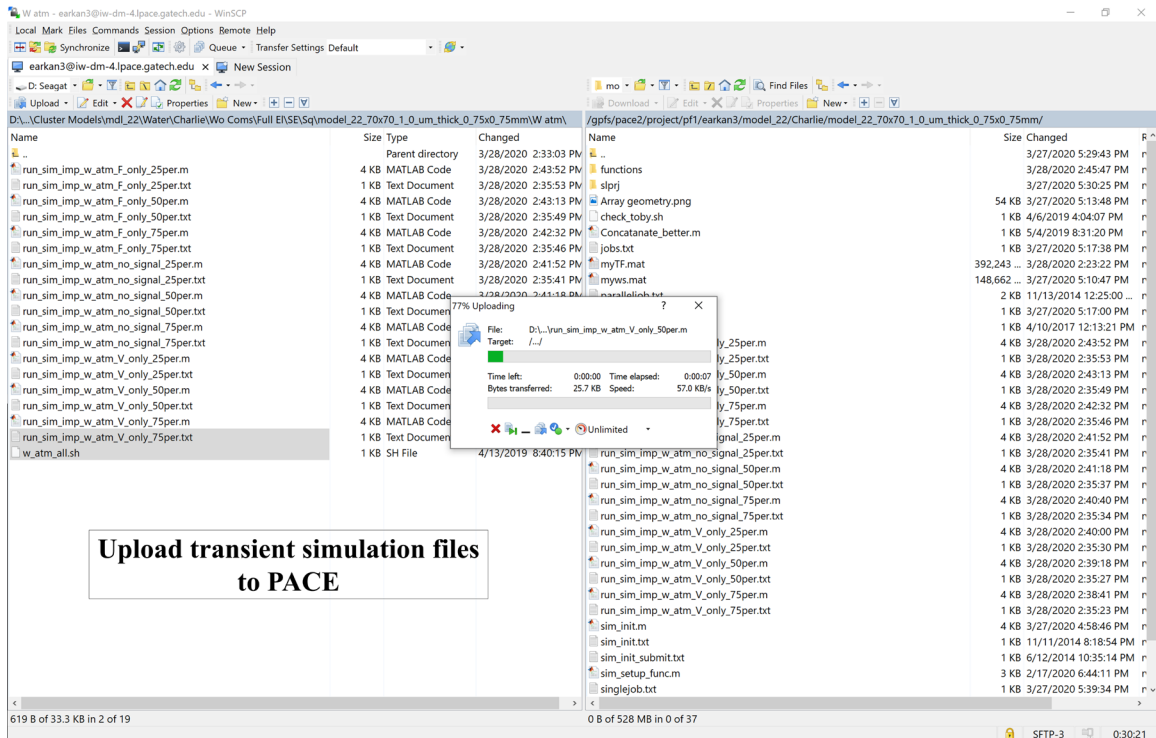 W atm - earkan3@iw-dm-4.lpace.gatech.edu - WinSCP
Local Mark Files Commands Session Options Remote Help
Synchronize Queue Transfer Settings Default
earkan3@iw-dm-4.lpace.gatech.edu × New Session
D: Seagat
mo Find Files
Upload Edit Properties New
Download Edit Properties New
D:\...\Cluster Models\mdl_22\Water\Charlie\Wo Coms\Full El\SE\Sq\model_22_70x70_1_0_um_thick_0_75x0_75mm\W atm\
/gpfs/pace2/project/pf1/earkan3/model_22/Charlie/model_22_70x70_1_0_um_thick_0_75x0_75mm/
Name Size Type Changed
.. Parent directory 3/28/2020 2:33:03 PM
run_sim_imp_w_atm_F_only_25per.m 4 KB MATLAB Code 3/28/2020 2:43:52 PM
run_sim_imp_w_atm_F_only_25per.txt 1 KB Text Document 3/28/2020 2:35:53 PM
run_sim_imp_w_atm_F_only_50per.m 4 KB MATLAB Code 3/28/2020 2:43:13 PM
run_sim_imp_w_atm_F_only_50per.txt 1 KB Text Document 3/28/2020 2:35:49 PM
run_sim_imp_w_atm_F_only_75per.m 4 KB MATLAB Code 3/28/2020 2:42:32 PM
run_sim_imp_w_atm_F_only_75per.txt 1 KB Text Document 3/28/2020 2:35:46 PM
run_sim_imp_w_atm_no_signal_25per.m 4 KB MATLAB Code 3/28/2020 2:41:52 PM
run_sim_imp_w_atm_no_signal_25per.txt 1 KB Text Document 3/28/2020 2:35:41 PM
run_sim_imp_w_atm_no_signal_50per.m 4 KB MATLAB Code 3/28/2020 2:41:18 PM
run_sim_imp_w_atm_no_signal_50per.txt 1 KB Text Documen
run_sim_imp_w_atm_no_signal_75per.m 4 KB MATLAB Code
run_sim_imp_w_atm_no_signal_75per.txt 1 KB Text Documen
run_sim_imp_w_atm_V_only_25per.m 4 KB MATLAB Code
run_sim_imp_w_atm_V_only_25per.txt 1 KB Text Documen
run_sim_imp_w_atm_V_only_50per.m 4 KB MATLAB Code
run_sim_imp_w_atm_V_only_50per.txt 1 KB Text Documen
run_sim_imp_w_atm_V_only_75per.m 4 KB MATLAB Code
run_sim_imp_w_atm_V_only_75per.txt 1 KB Text Documen
w_atm_all.sh 1 KB SH File 4/13/2019 8:40:15 PM
Upload transient simulation files
to PACE
77% Uploading ? ×
File: D:\...\run_sim_imp_w_atm_V_only_50per.m
Target: /.../
Time left: 0:00:00 Time elapsed: 0:00:07
Bytes transferred: 25.7 KB Speed: 57.0 KB/s
Unlimited
Name Size Changed
.. 3/27/2020 5:29:43 PM
functions 3/28/2020 2:45:47 PM
slprj 3/27/2020 5:30:25 PM
Array geometry.png 54 KB 3/27/2020 5:13:48 PM
check_toby.sh 1 KB 4/6/2019 4:04:07 PM
Concatanate_better.m 1 KB 5/4/2019 8:31:20 PM
jobs.txt 1 KB 3/27/2020 5:17:38 PM
myTF.mat 392,243 ... 3/28/2020 2:23:22 PM
myws.mat 148,662 ... 3/27/2020 5:10:47 PM
paralleljob.txt 2 KB 11/13/2014 12:25:00 ...
1 KB 3/27/2020 5:17:00 PM
1 KB 4/10/2017 12:13:21 PM
ly_25per.m 4 KB 3/28/2020 2:43:52 PM
ly_25per.txt 1 KB 3/28/2020 2:35:53 PM
ly_50per.m 4 KB 3/28/2020 2:43:13 PM
ly_50per.txt 1 KB 3/28/2020 2:35:49 PM
ly_75per.m 4 KB 3/28/2020 2:42:32 PM
ly_75per.txt 1 KB 3/28/2020 2:35:46 PM
gnal_25per.m 4 KB 3/28/2020 2:41:52 PM
run_sim_imp_w_atm_no_signal_25per.txt 1 KB 3/28/2020 2:35:41 PM
run_sim_imp_w_atm_no_signal_50per.m 4 KB 3/28/2020 2:41:18 PM
run_sim_imp_w_atm_no_signal_50per.txt 1 KB 3/28/2020 2:35:37 PM
run_sim_imp_w_atm_no_signal_75per.m 4 KB 3/28/2020 2:40:40 PM
run_sim_imp_w_atm_no_signal_75per.txt 1 KB 3/28/2020 2:35:34 PM
run_sim_imp_w_atm_V_only_25per.m 4 KB 3/28/2020 2:40:00 PM
run_sim_imp_w_atm_V_only_25per.txt 1 KB 3/28/2020 2:35:30 PM
run_sim_imp_w_atm_V_only_50per.m 4 KB 3/28/2020 2:39:18 PM
run_sim_imp_w_atm_V_only_50per.txt 1 KB 3/28/2020 2:35:27 PM
run_sim_imp_w_atm_V_only_75per.m 4 KB 3/28/2020 2:38:41 PM
run_sim_imp_w_atm_V_only_75per.txt 1 KB 3/28/2020 2:35:23 PM
sim_init.m 4 KB 3/27/2020 4:58:46 PM
sim_init.txt 1 KB 11/11/2014 8:18:54 PM
sim_init_submit.txt 1 KB 6/12/2014 10:35:14 PM
sim_setup_func.m 3 KB 2/17/2020 6:44:11 PM
singlejob.txt 1 KB 3/27/2020 5:39:34 PM
619 B of 33.3 KB in 2 of 19
0 B of 528 MB in 0 of 37
SFTP-3 0:30:21